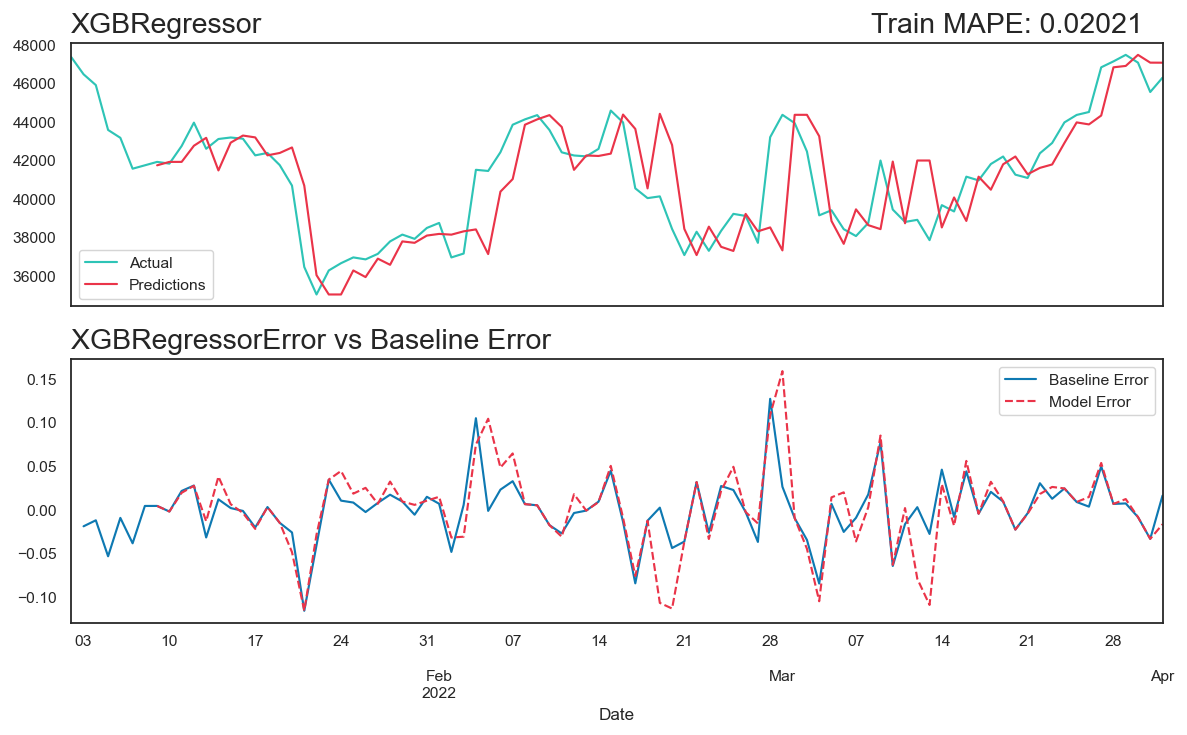 XGBRegressor
Train MAPE: 0.02021
48000
46000
44000
42000
40000
38000
36000
Actual
Predictions
XGBRegressorError vs Baseline Error
0.15
0.10
0.05
0.00
−0.05
−0.10
Baseline Error
Model Error
03 10 17 24 31 07 14 21 28 07 14 21 28
Feb Mar Apr
2022
Date